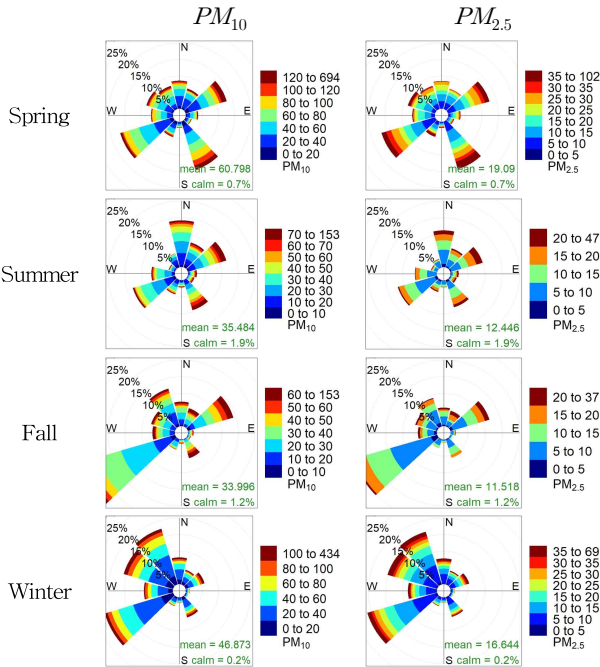 PM10 PM2.5
Spring
25%
20%
15%
10%
5%
N
W
E
S
mean = 60.798
calm = 0.7%
120 to 694
100 to 120
80 to 100
60 to 80
40 to 60
20 to 40
0 to 20
PM10
25%
20%
15%
10%
5%
N
W
E
S
mean = 19.09
calm = 0.7%
35 to 102
30 to 35
25 to 30
20 to 25
15 to 20
10 to 15
5 to 10
0 to 5
PM2.5
Summer
25%
20%
15%
10%
5%
N
W
E
S
mean = 35.484
calm = 1.9%
70 to 153
60 to 70
50 to 60
40 to 50
30 to 40
20 to 30
10 to 20
0 to 10
PM10
25%
20%
15%
10%
5%
N
W
E
S
mean = 12.446
calm = 1.9%
20 to 47
15 to 20
10 to 15
5 to 10
0 to 5
PM2.5
Fall
25%
20%
15%
10%
5%
N
W
E
S
mean = 33.996
calm = 1.2%
60 to 153
50 to 60
40 to 50
30 to 40
20 to 30
10 to 20
0 to 10
PM10
25%
20%
15%
10%
5%
N
W
E
S
mean = 11.518
calm = 1.2%
20 to 37
15 to 20
10 to 15
5 to 10
0 to 5
PM2.5
Winter
25%
20%
15%
10%
5%
N
W
E
S
mean = 46.873
calm = 0.2%
100 to 434
80 to 100
60 to 80
40 to 60
20 to 40
0 to 20
PM10
25%
20%
15%
10%
5%
N
W
E
S
mean = 16.644
calm = 0.2%
35 to 69
30 to 35
25 to 30
20 to 25
15 to 20
10 to 15
5 to 10
0 to 5
PM2.5